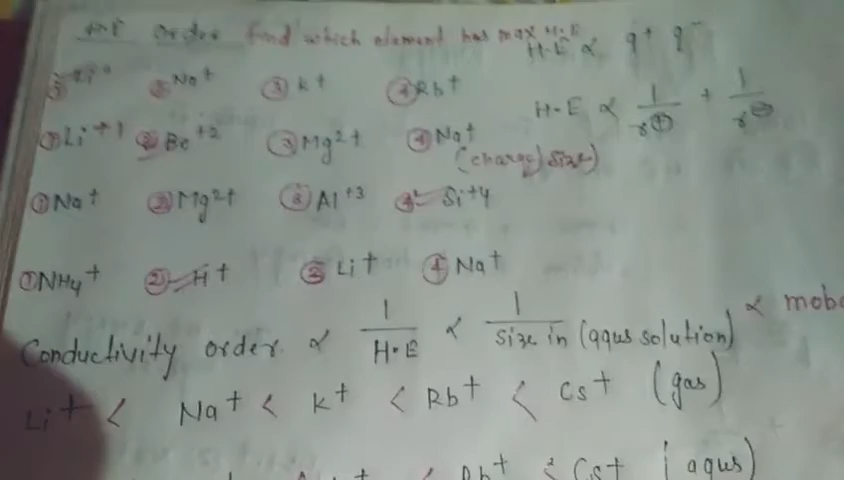 order find which element has max H.E
H.E ∝ q+ q-
① Li+ ② Na+ ③ K+ ④ Rb+
H.E ∝ 1/r⊕ + 1/r⊖
① Li+1 ② Be+2 ③ Mg2+ ④ Na+
(charge/size)
① Na+ ② Mg2+ ③ Al+3 ④ Si+4
① NH4+ ② H+ ③ Li+ ④ Na+
Conductivity order ∝ 1/H.E ∝ 1/size in (aqus solution) ∝
Li+ < Na+ < K+ < Rb+ < Cs+ (gas)
< Rb+ < Cs+ (aqus)